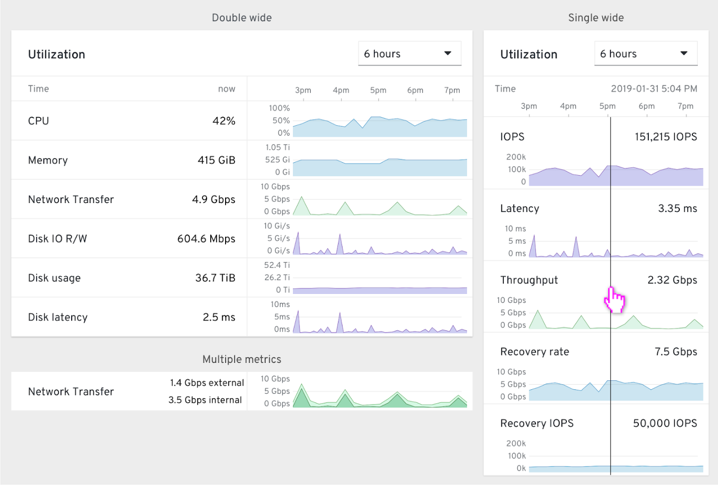 Double wide
Utilization
6 hours
Time now
3pm 4pm 5pm 6pm 7pm
CPU 42%
100%
50%
0%
Memory 415 GiB
1.05 Ti
525 Gi
0 Ti
Network Transfer 4.9 Gbps
10 Gbps
5 Gbps
0 Gbps
Disk IO R/W 604.6 Mbps
10 Gi/s
5 Gi/s
0 Gi/s
Disk usage 36.7 TiB
52.4 Ti
26.2 Ti
0 Ti
Disk latency 2.5 ms
10ms
5ms
0ms
Multiple metrics
Network Transfer
1.4 Gbps external
3.5 Gbps internal
10 Gbps
5 Gbps
0 Gbps
Single wide
Utilization
6 hours
Time 2019-01-31 5:04 PM
3pm 4pm 5pm 6pm 7pm
IOPS 151,215 IOPS
200k
100k
0
Latency 3.35 ms
10 ms
5 ms
0 ms
Throughput 2.32 Gbps
10 Gbps
5 Gbps
0 Gbps
Recovery rate 7.5 Gbps
10 Gbps
5 Gbps
0 Gbps
Recovery IOPS 50,000 IOPS
200k
100k
0k